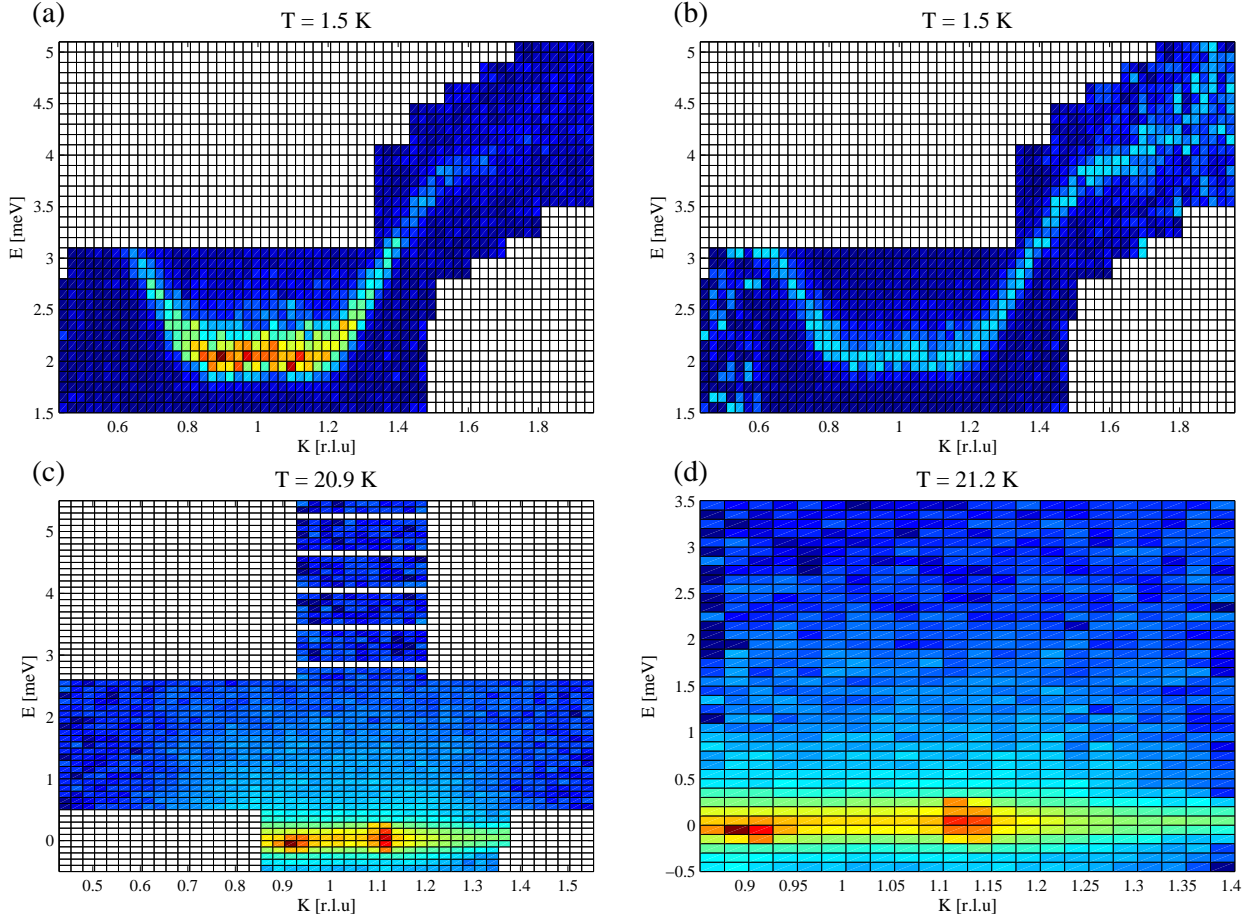 (a)
T = 1.5 K
E [meV]
5
4.5
4
3.5
3
2.5
2
1.5
0.6 0.8 1 1.2 1.4 1.6 1.8
K [r.l.u]
(b)
T = 1.5 K
E [meV]
5
4.5
4
3.5
3
2.5
2
1.5
0.6 0.8 1 1.2 1.4 1.6 1.8
K [r.l.u]
(c)
T = 20.9 K
E [meV]
5
4
3
2
1
0
0.5 0.6 0.7 0.8 0.9 1 1.1 1.2 1.3 1.4 1.5
K [r.l.u]
(d)
T = 21.2 K
E [meV]
3.5
3
2.5
2
1.5
1
0.5
0
−0.5
0.9 0.95 1 1.05 1.1 1.15 1.2 1.25 1.3 1.35 1.4
K [r.l.u]